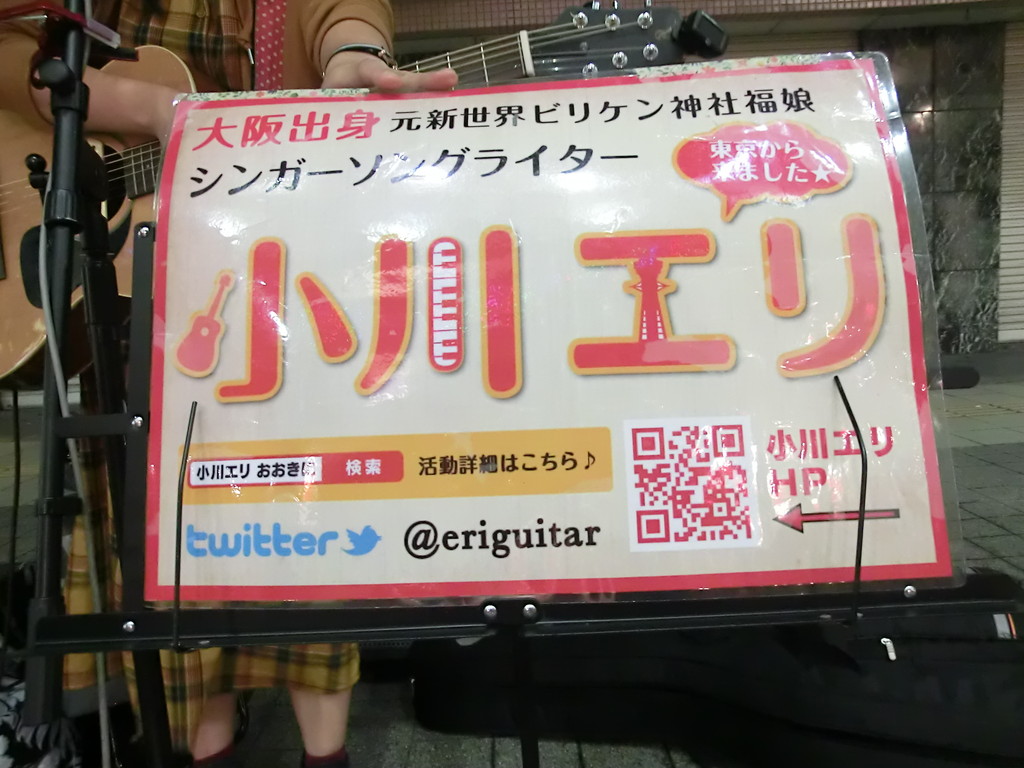 大阪出身 元新世界ビリケン神社福娘
シンガーソングライター
東京から
来ました★
小川エリ
小川エリ おおきに 検索 活動詳細はこちら♪
小川エリ
HP
twitter @eriguitar